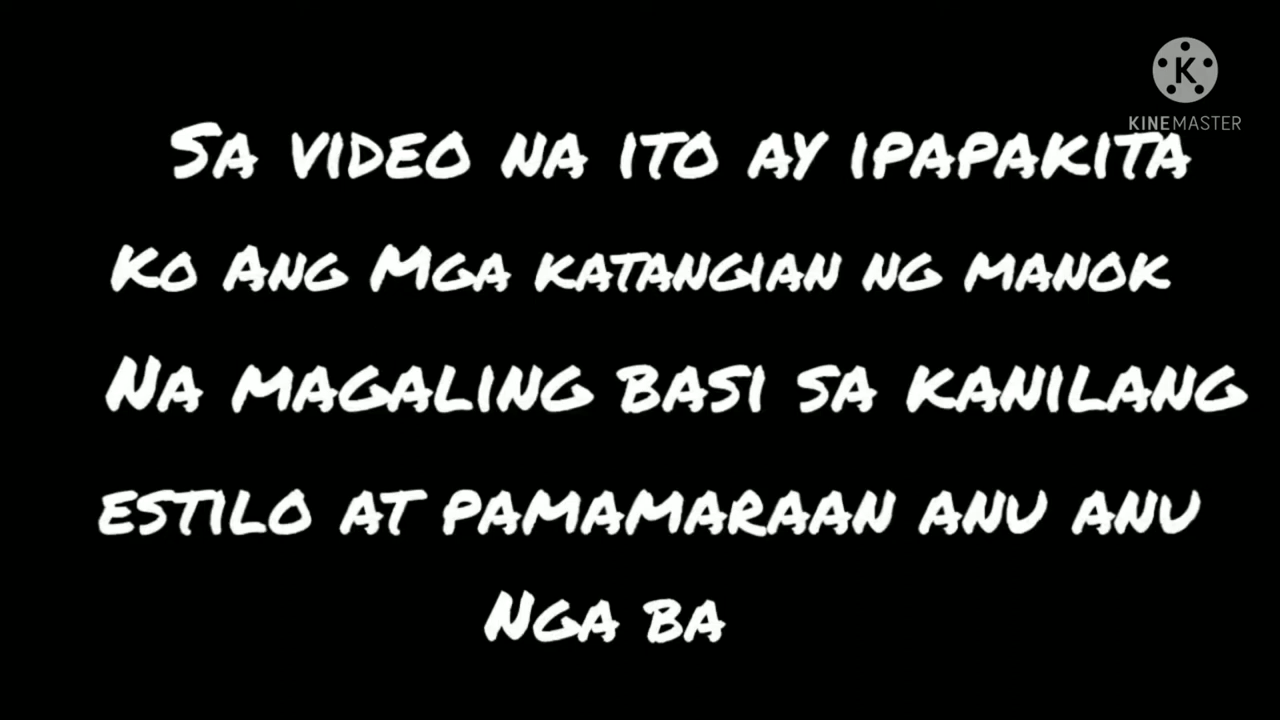 KINEMASTER
Sa video na ito ay ipapakita
Ko Ang Mga katangian ng manok
Na magaling basi sa kanilang
estilo at pamamaraan anu anu
Nga ba